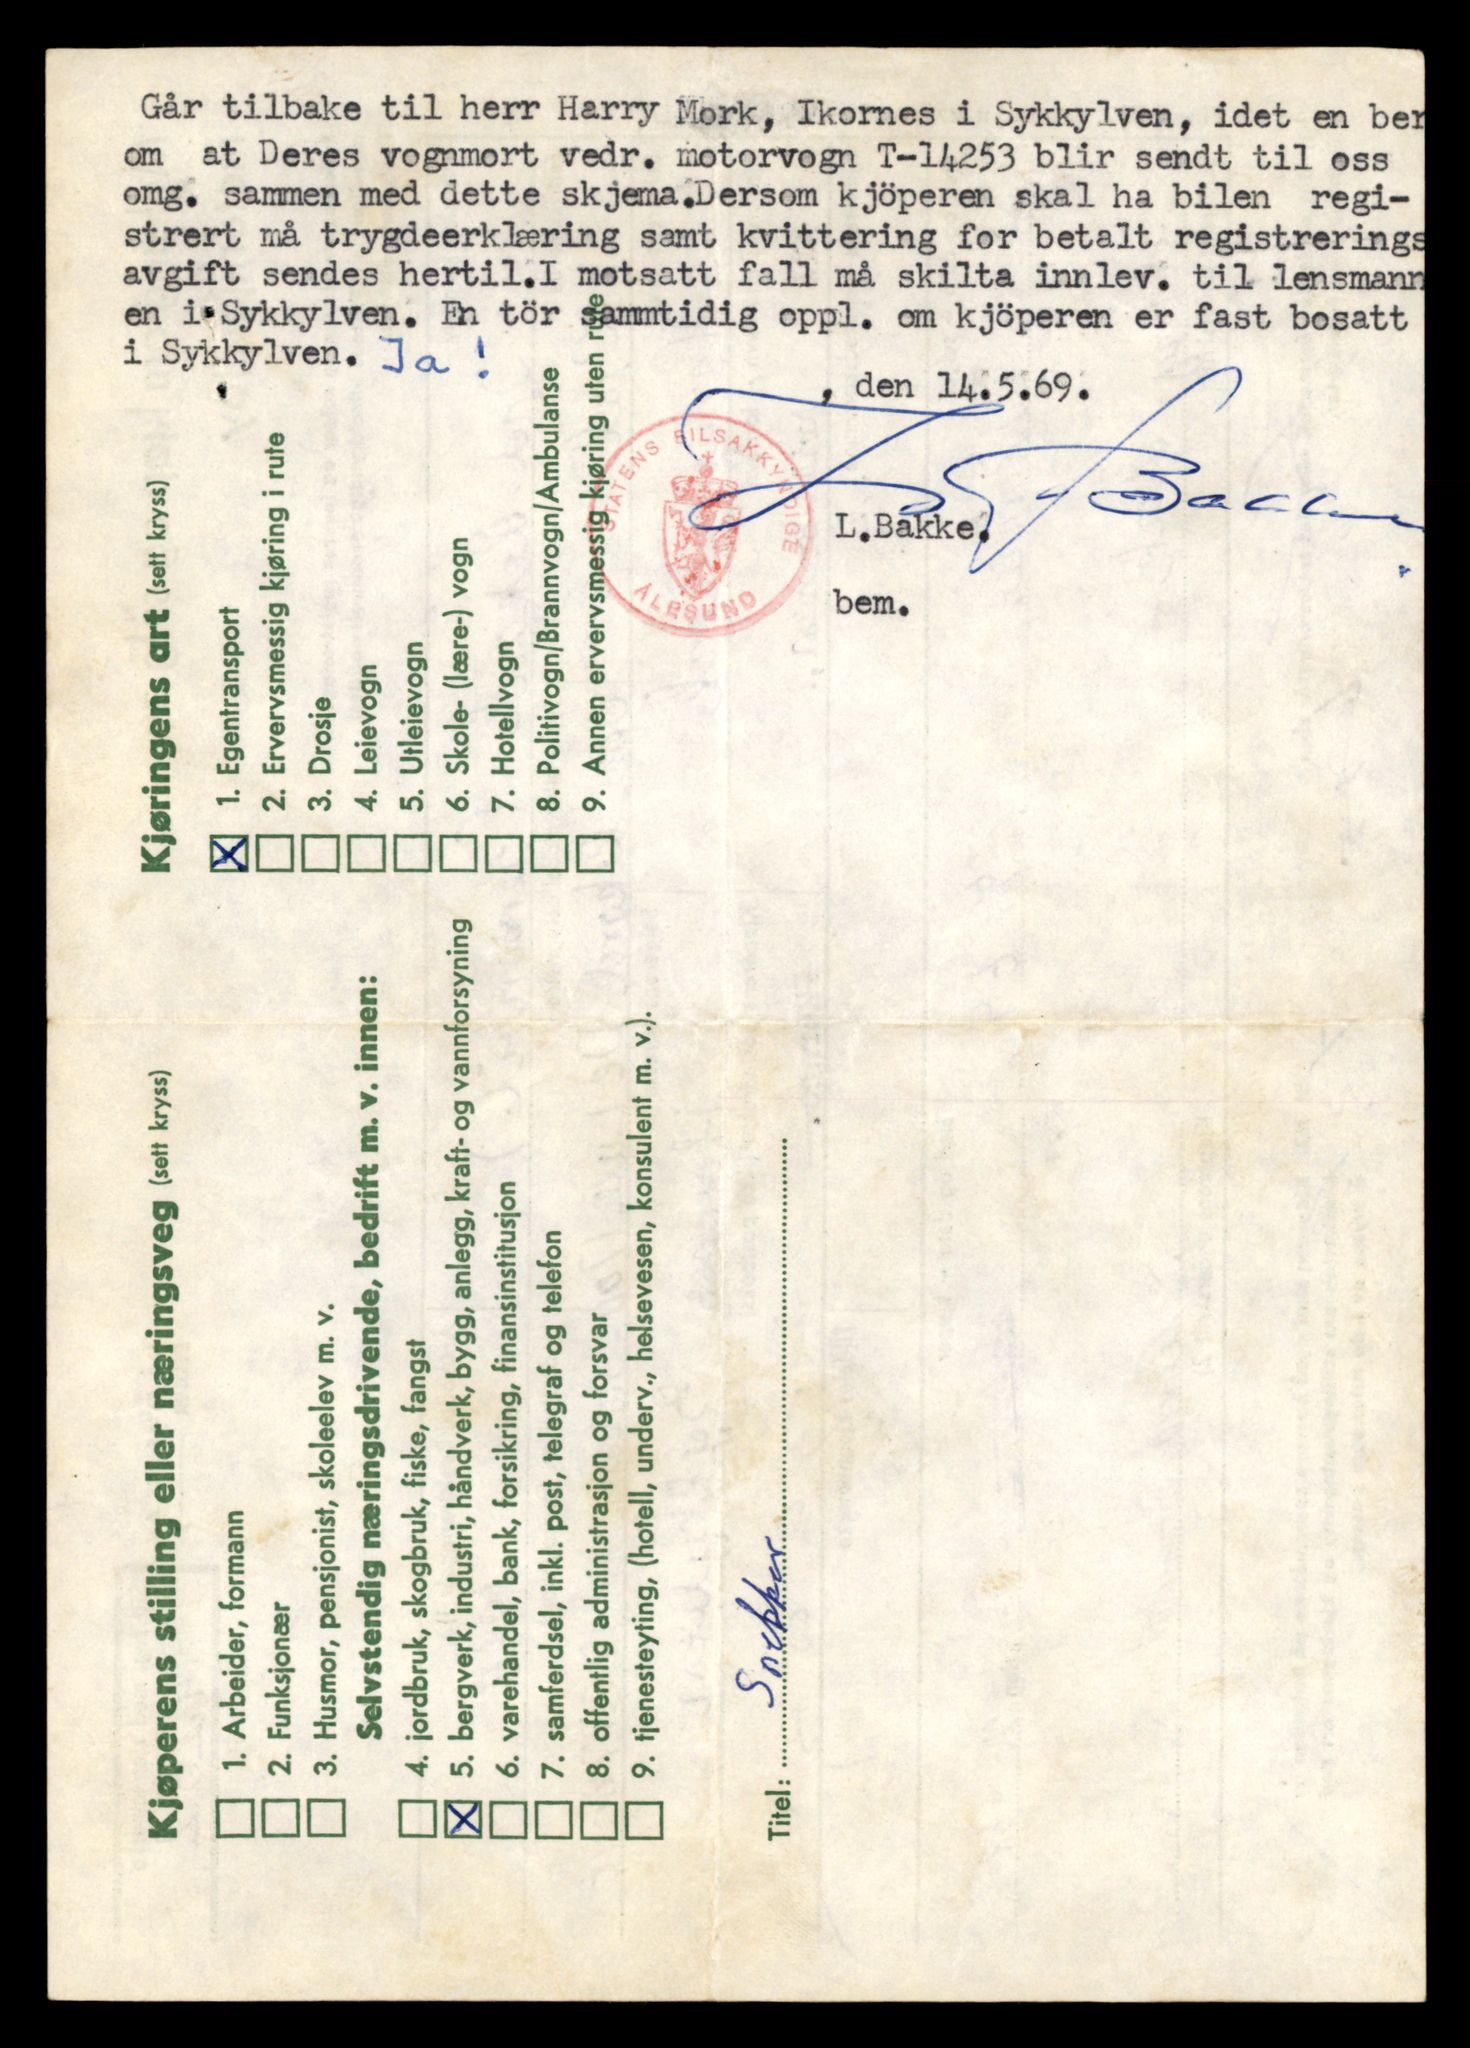 Går tilbake til herr Harry Mork, Ikornes i Sykkylven, idet en ber
om at Deres vognmort vedr. motorvogn T-14253 blir sendt til oss
omg. sammen med dette skjema.Dersom kjöperen skal ha bilen regi-
strert må trygdeerklæring samt kvittering for betalt registrerings
avgift sendes hertil.I motsatt fall må skilta innlev. til lensmann
en i Sykkylven. En tör sammtidig oppl. om kjöperen er fast bosatt
i Sykkylven. Ja !
, den 14.5.69.
STATENS BILSAKKYNDIGE
ÅLESUND
L. Bakke
L.Bakke.
bem.
Kjøringens art (sett kryss)
X 1. Egentransport
2. Ervervsmessig kjøring i rute
3. Drosje
4. Leievogn
5. Utleievogn
6. Skole- (lære-) vogn
7. Hotellvogn
8. Politivogn/Brannvogn/Ambulanse
9. Annen ervervsmessig kjøring uten rute
Kjøperens stilling eller næringsveg (sett kryss)
1. Arbeider, formann
2. Funksjonær
3. Husmor, pensjonist, skoleelev m. v.
Selvstendig næringsdrivende, bedrift m. v. innen:
4. jordbruk, skogbruk, fiske, fangst
X 5. bergverk, industri, håndverk, bygg, anlegg, kraft- og vannforsyning
6. varehandel, bank, forsikring, finansinstitusjon
7. samferdsel, inkl. post, telegraf og telefon
8. offentlig administrasjon og forsvar
9. tjenesteyting, (hotell, underv., helsevesen, konsulent m. v.).
Titel: Snekker